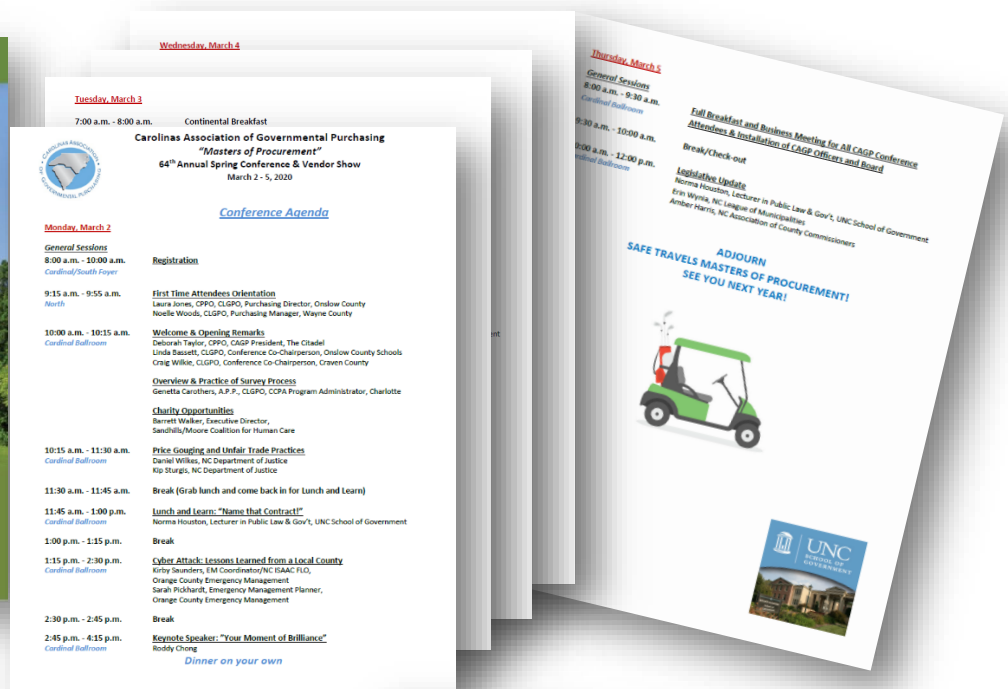 Wednesday, March 4
Tuesday, March 3
7:00 a.m. - 8:00 a.m. Continental Breakfast
CAROLINAS ASSOCIATION OF GOVERNMENTAL PURCHASING
Carolinas Association of Governmental Purchasing
"Masters of Procurement"
64th Annual Spring Conference & Vendor Show
March 2 - 5, 2020
Conference Agenda
Monday, March 2
General Sessions
8:00 a.m. - 10:00 a.m. Registration
Cardinal/South Foyer
9:15 a.m. - 9:55 a.m. First Time Attendees Orientation
North Laura Jones, CPPO, CLGPO, Purchasing Director, Onslow County
Noelle Woods, CLGPO, Purchasing Manager, Wayne County
10:00 a.m. - 10:15 a.m. Welcome & Opening Remarks
Cardinal Ballroom Deborah Taylor, CPPO, CAGP President, The Citadel
Linda Bassett, CLGPO, Conference Co-Chairperson, Onslow County Schools
Craig Wilkie, CLGPO, Conference Co-Chairperson, Craven County
Overview & Practice of Survey Process
Genetta Carothers, A.P.P., CLGPO, CCPA Program Administrator, Charlotte
Charity Opportunities
Barrett Walker, Executive Director,
Sandhills/Moore Coalition for Human Care
10:15 a.m. - 11:30 a.m. Price Gouging and Unfair Trade Practices
Cardinal Ballroom Daniel Wilkes, NC Department of Justice
Kip Sturgis, NC Department of Justice
11:30 a.m. - 11:45 a.m. Break (Grab lunch and come back in for Lunch and Learn)
11:45 a.m. - 1:00 p.m. Lunch and Learn: "Name that Contract!"
Cardinal Ballroom Norma Houston, Lecturer in Public Law & Gov't, UNC School of Government
1:00 p.m. - 1:15 p.m. Break
1:15 p.m. - 2:30 p.m. Cyber Attack: Lessons Learned from a Local County
Cardinal Ballroom Kirby Saunders, EM Coordinator/NC ISAAC FLO,
Orange County Emergency Management
Sarah Pickhardt, Emergency Management Planner,
Orange County Emergency Management
2:30 p.m. - 2:45 p.m. Break
2:45 p.m. - 4:15 p.m. Keynote Speaker: "Your Moment of Brilliance"
Cardinal Ballroom Roddy Chong
Dinner on your own
ent
Thursday, March 5
General Sessions
8:00 a.m. - 9:30 a.m. Full Breakfast and Business Meeting for All CAGP Conference
Cardinal Ballroom Attendees & Installation of CAGP Officers and Board
9:30 a.m. - 10:00 a.m. Break/Check-out
0:00 a.m. - 12:00 p.m. Legislative Update
dinal Ballroom Norma Houston, Lecturer in Public Law & Gov't, UNC School of Government
Erin Wynia, NC League of Municipalities
Amber Harris, NC Association of County Commissioners
ADJOURN
SAFE TRAVELS MASTERS OF PROCUREMENT!
SEE YOU NEXT YEAR!
UNC
SCHOOL OF
GOVERNMENT